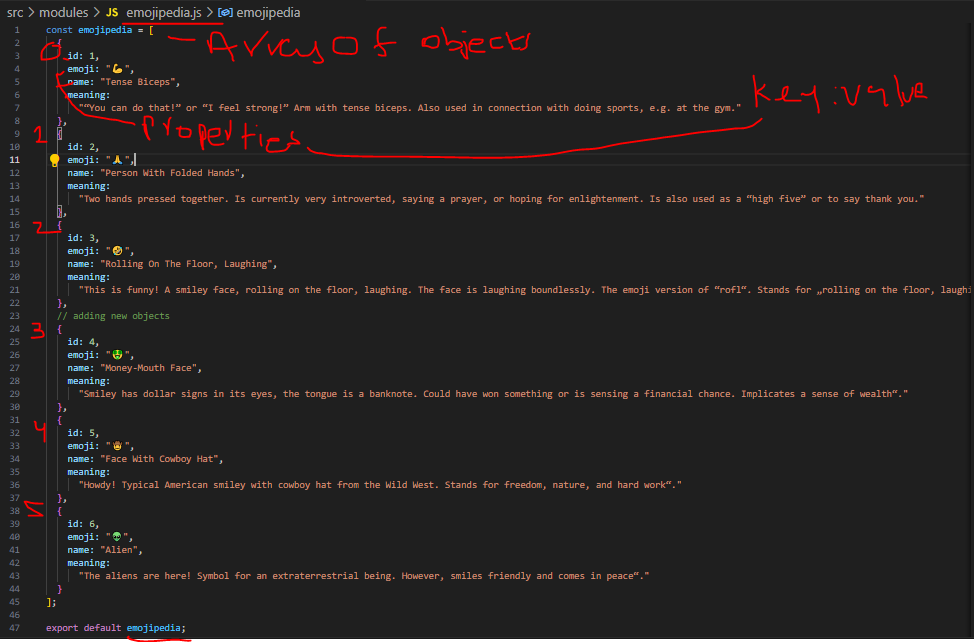 src > modules > JS emojipedia.js > emojipedia
1 const emojipedia = [ — Array Of objects
2 {
0 3 id: 1,
4 emoji: "💪",
5 name: "Tense Biceps",
6 meaning:
7 "“You can do that!” or “I feel strong!” Arm with tense biceps. Also used in connection with doing sports, e.g. at the gym." key:value
8 },
1 9 { Properties
10 id: 2,
11 emoji: "🙏",
12 name: "Person With Folded Hands",
13 meaning:
14 "Two hands pressed together. Is currently very introverted, saying a prayer, or hoping for enlightenment. Is also used as a “high five” or to say thank you."
15 },
2 16 {
17 id: 3,
18 emoji: "🤣",
19 name: "Rolling On The Floor, Laughing",
20 meaning:
21 "This is funny! A smiley face, rolling on the floor, laughing. The face is laughing boundlessly. The emoji version of “rofl“. Stands for „rolling on the floor, laughi
22 },
23 // adding new objects
3 24 {
25 id: 4,
26 emoji: "🤑",
27 name: "Money-Mouth Face",
28 meaning:
29 "Smiley has dollar signs in its eyes, the tongue is a banknote. Could have won something or is sensing a financial chance. Implicates a sense of wealth“."
30 },
4 31 {
32 id: 5,
33 emoji: "🤠",
34 name: "Face With Cowboy Hat",
35 meaning:
36 "Howdy! Typical American smiley with cowboy hat from the Wild West. Stands for freedom, nature, and hard work“."
37 },
5 38 {
39 id: 6,
40 emoji: "👽",
41 name: "Alien",
42 meaning:
43 "The aliens are here! Symbol for an extraterrestrial being. However, smiles friendly and comes in peace“."
44 }
45 ];
46
47 export default emojipedia;